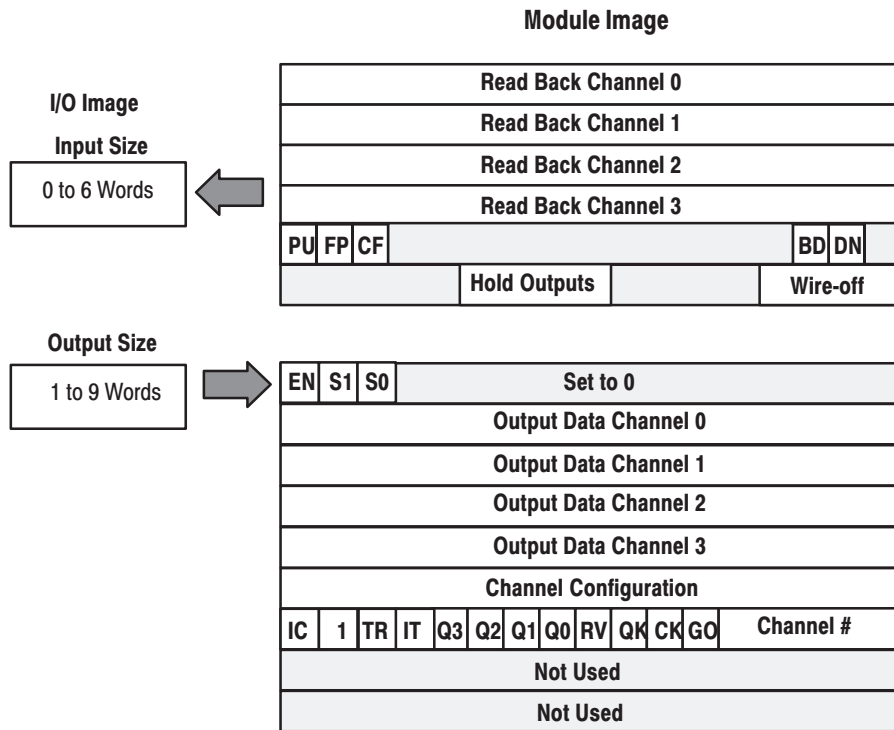 Module Image
I/O Image
Input Size
0 to 6 Words
Read Back Channel 0
Read Back Channel 1
Read Back Channel 2
Read Back Channel 3
PU FP CF BD DN
Hold Outputs Wire-off
Output Size
1 to 9 Words
EN S1 S0 Set to 0
Output Data Channel 0
Output Data Channel 1
Output Data Channel 2
Output Data Channel 3
Channel Configuration
IC 1 TR IT Q3 Q2 Q1 Q0 RV QK CK GO Channel #
Not Used
Not Used